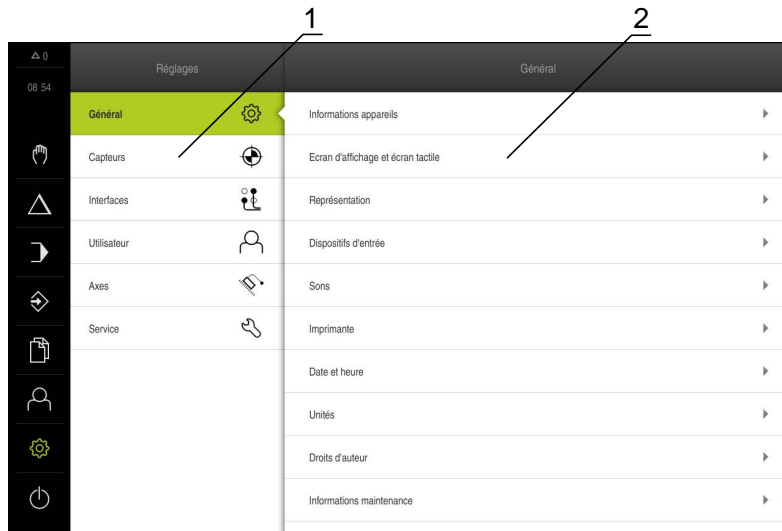 1
2
0
08 54
Réglages
Général
Général
Capteurs
Interfaces
Utilisateur
Axes
Service
Informations appareils
Ecran d'affichage et écran tactile
Représentation
Dispositifs d'entrée
Sons
Imprimante
Date et heure
Unités
Droits d'auteur
Informations maintenance